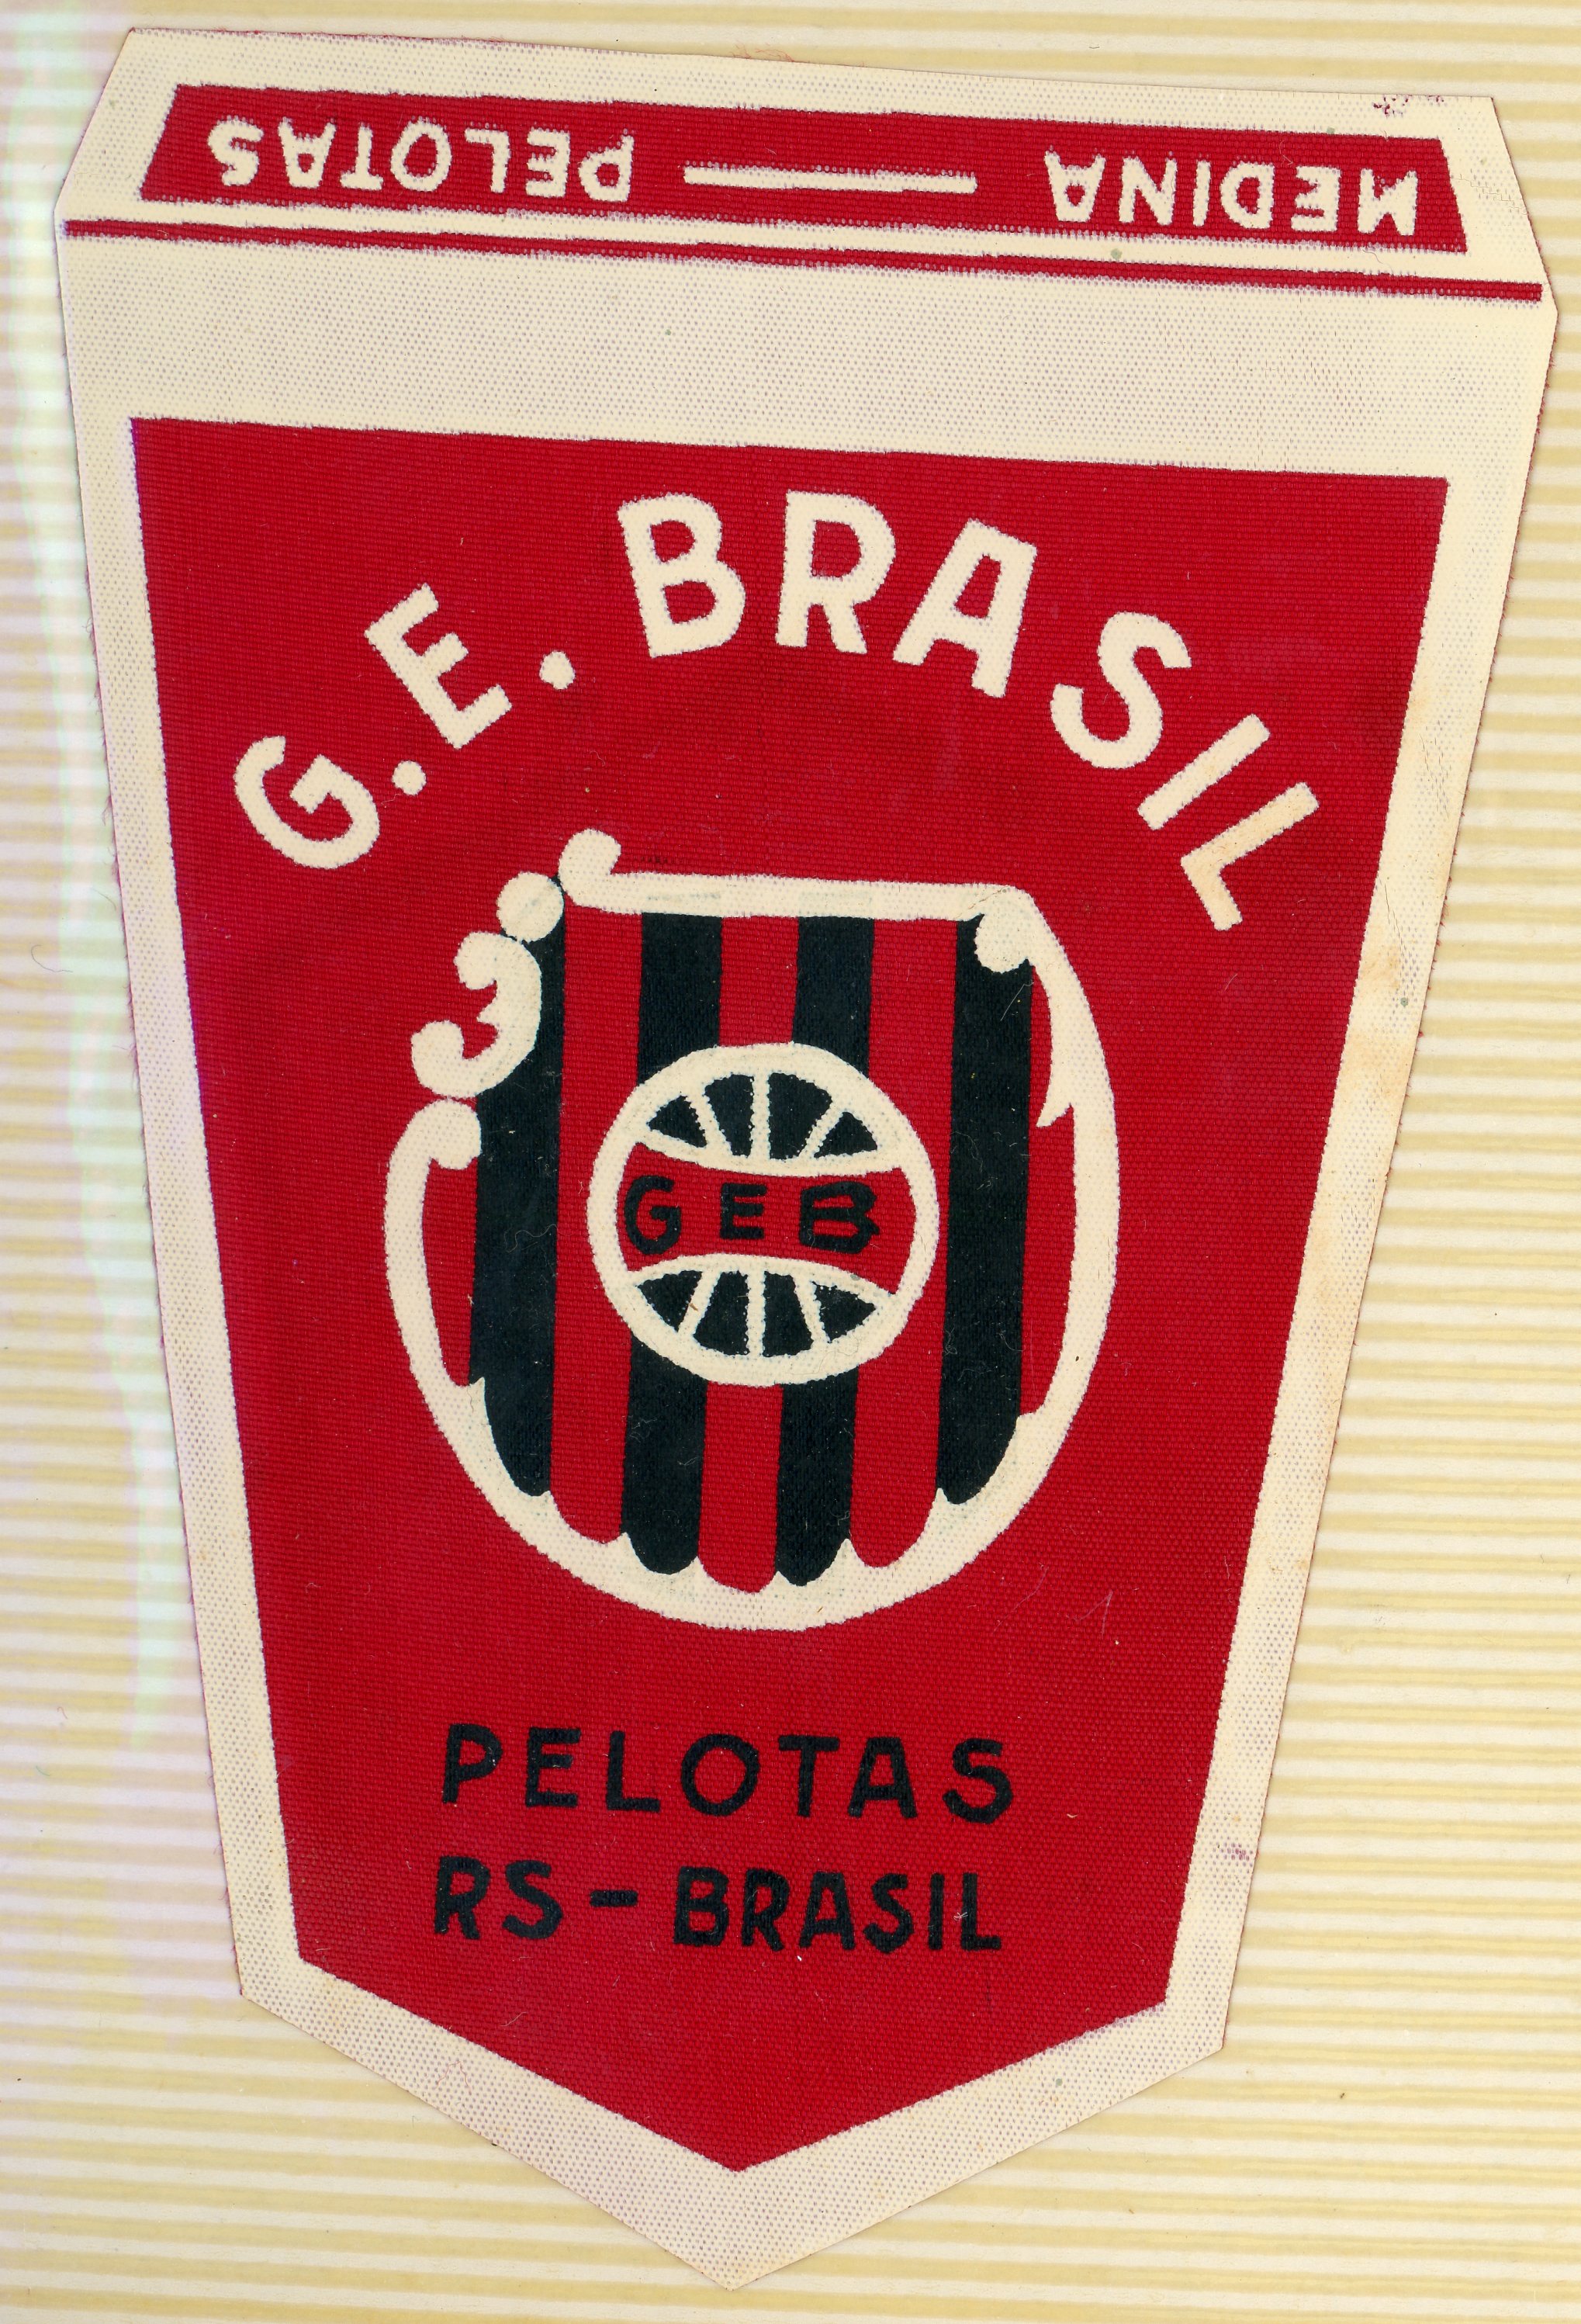 MEDINA — PELOTAS
G.E. BRASIL
GEB
PELOTAS
RS - BRASIL